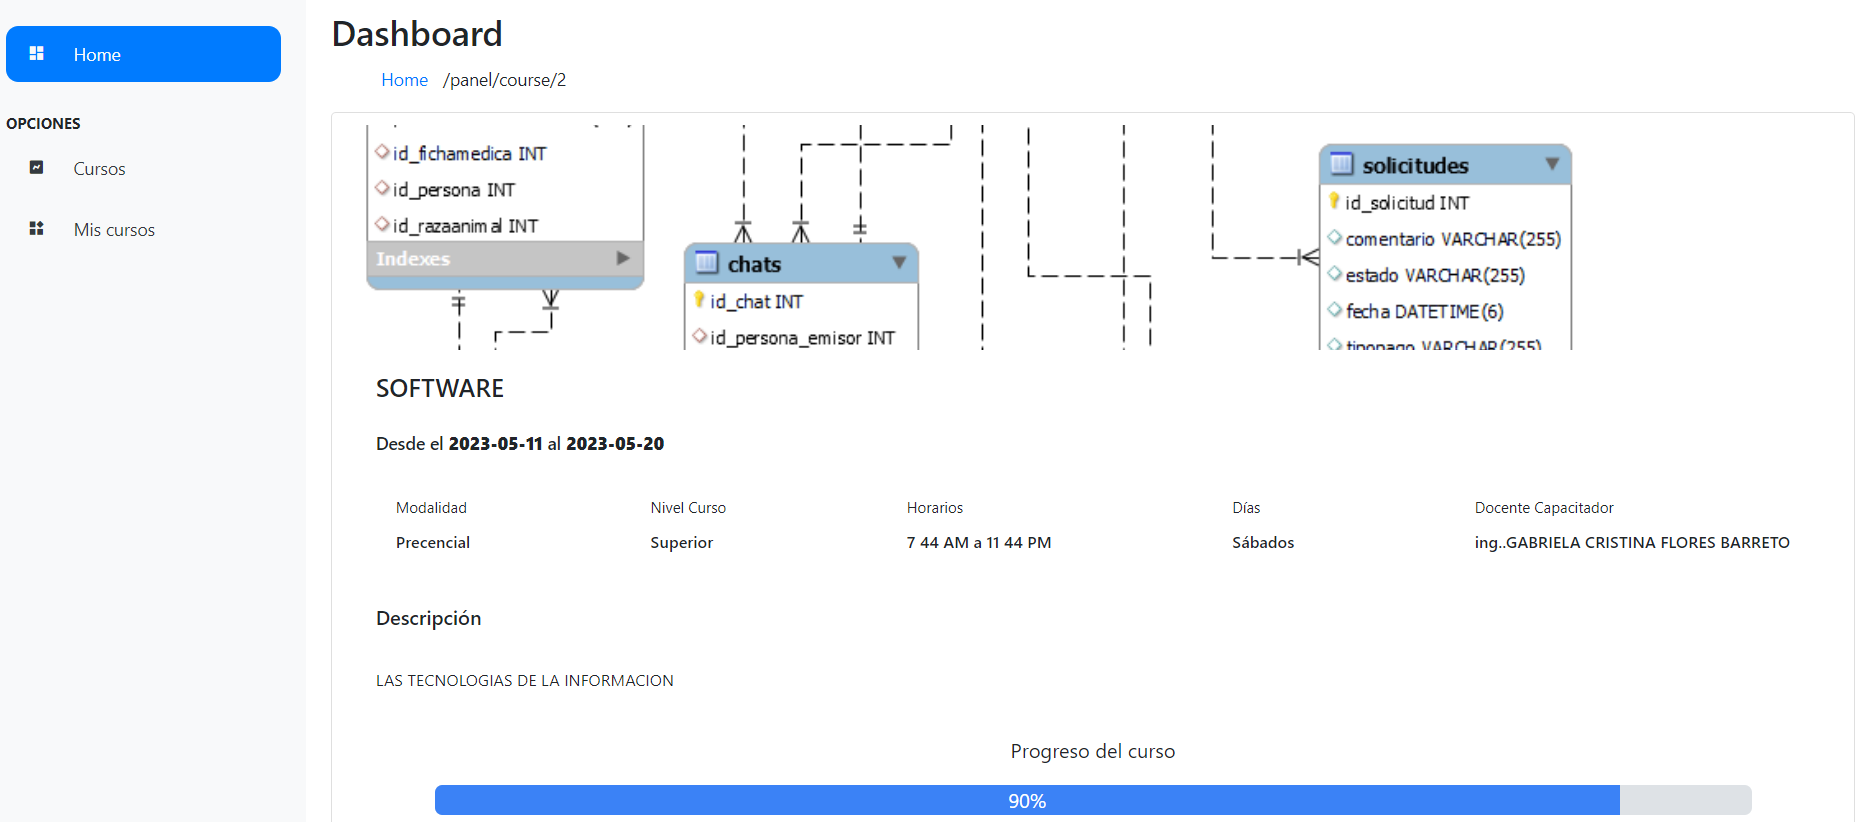 Home
OPCIONES
Cursos
Mis cursos
Dashboard
Home /panel/course/2
id_fichamedica INT
id_persona INT
id_razaanimal INT
Indexes
chats
id_chat INT
id_persona_emisor INT
solicitudes
id_solicitud INT
comentario VARCHAR(255)
estado VARCHAR(255)
fecha DATETIME(6)
tipopago VARCHAR(255)
SOFTWARE
Desde el 2023-05-11 al 2023-05-20
Modalidad Nivel Curso Horarios Días Docente Capacitador
Precencial Superior 7 44 AM a 11 44 PM Sábados ing..GABRIELA CRISTINA FLORES BARRETO
Descripción
LAS TECNOLOGIAS DE LA INFORMACION
Progreso del curso
90%